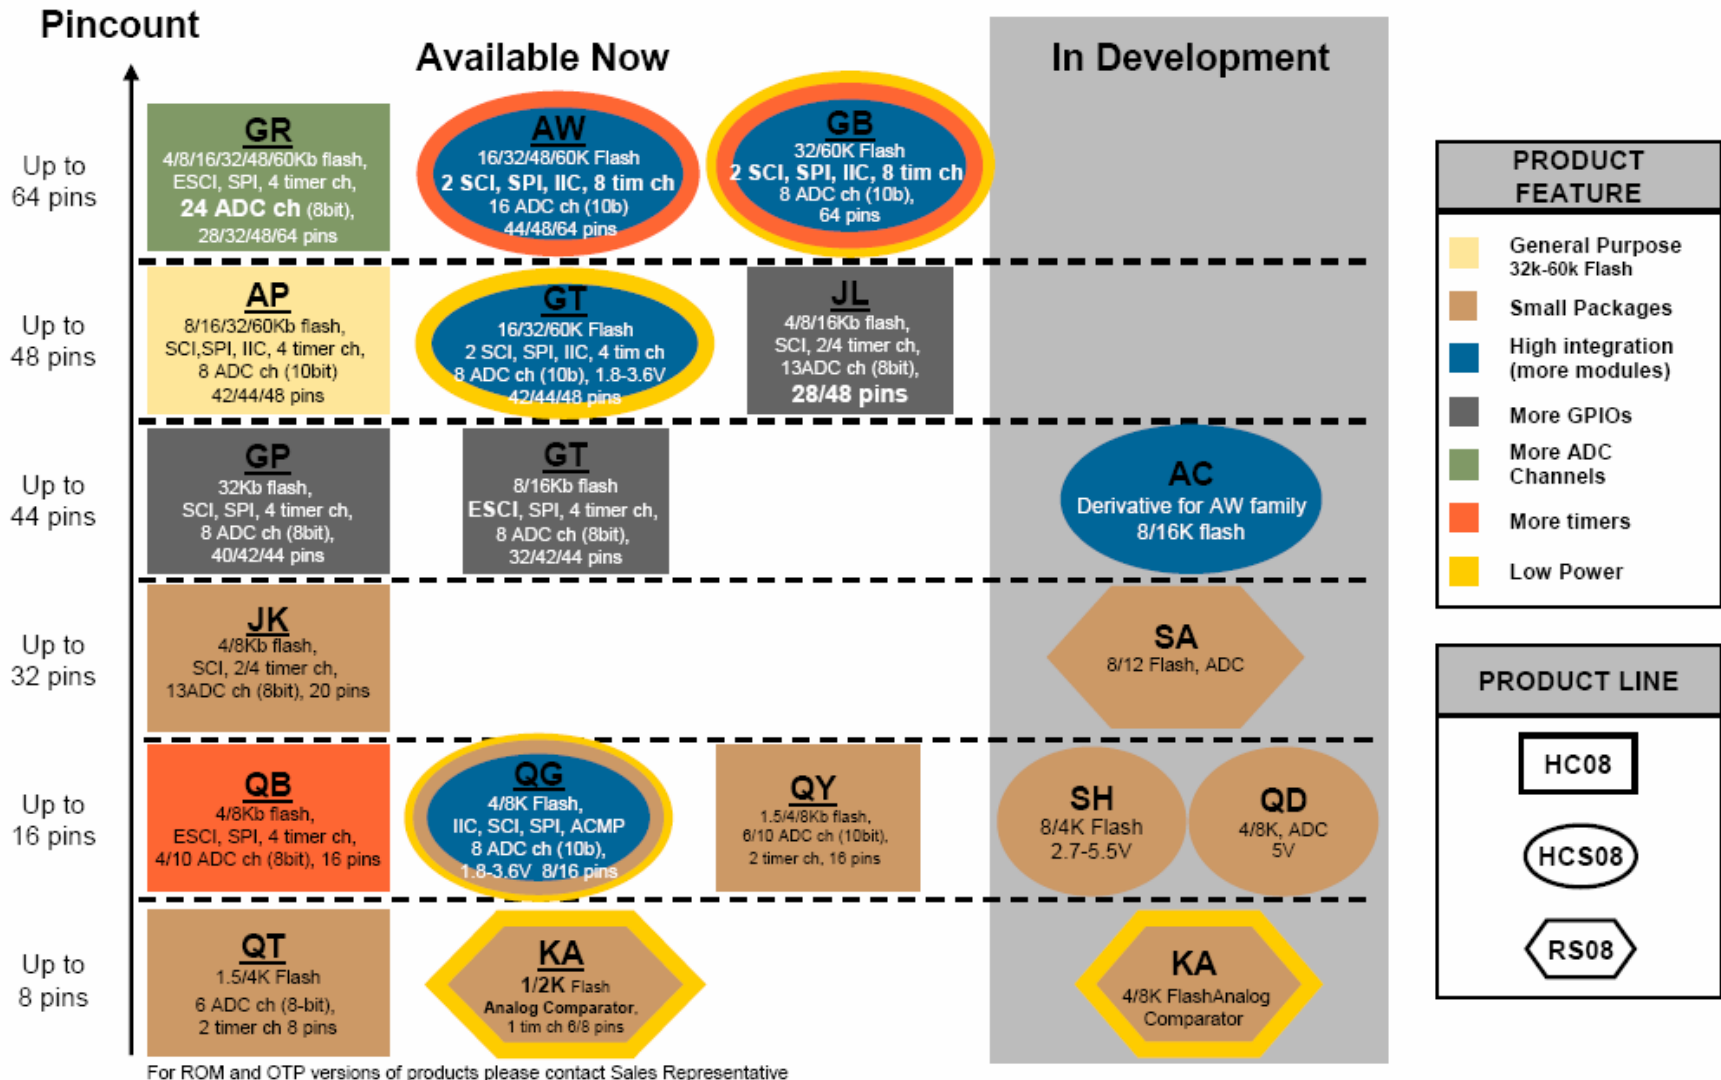 Pincount
Available Now
In Development
Up to
64 pins
GR
4/8/16/32/48/60Kb flash,
ESCI, SPI, 4 timer ch,
24 ADC ch (8bit),
28/32/48/64 pins
AW
16/32/48/60K Flash
2 SCI, SPI, IIC, 8 tim ch
16 ADC ch (10b)
44/48/64 pins
GB
32/60K Flash
2 SCI, SPI, IIC, 8 tim ch
8 ADC ch (10b),
64 pins
Up to
48 pins
AP
8/16/32/60Kb flash,
SCI,SPI, IIC, 4 timer ch,
8 ADC ch (10bit)
42/44/48 pins
GT
16/32/60K Flash
2 SCI, SPI, IIC, 4 tim ch
8 ADC ch (10b), 1.8-3.6V
42/44/48 pins
JL
4/8/16Kb flash,
SCI, 2/4 timer ch,
13ADC ch (8bit),
28/48 pins
Up to
44 pins
GP
32Kb flash,
SCI, SPI, 4 timer ch,
8 ADC ch (8bit),
40/42/44 pins
GT
8/16Kb flash
ESCI, SPI, 4 timer ch,
8 ADC ch (8bit),
32/42/44 pins
AC
Derivative for AW family
8/16K flash
Up to
32 pins
JK
4/8Kb flash,
SCI, 2/4 timer ch,
13ADC ch (8bit), 20 pins
SA
8/12 Flash, ADC
Up to
16 pins
QB
4/8Kb flash,
ESCI, SPI, 4 timer ch,
4/10 ADC ch (8bit), 16 pins
QG
4/8K Flash,
IIC, SCI, SPI, ACMP
8 ADC ch (10b),
1.8-3.6V 8/16 pins
QY
1.5/4/8Kb flash,
6/10 ADC ch (10bit),
2 timer ch, 16 pins
SH
8/4K Flash
2.7-5.5V
QD
4/8K, ADC
5V
Up to
8 pins
QT
1.5/4K Flash
6 ADC ch (8-bit),
2 timer ch 8 pins
KA
1/2K Flash
Analog Comparator,
1 tim ch 6/8 pins
KA
4/8K FlashAnalog
Comparator
For ROM and OTP versions of products please contact Sales Representative
PRODUCT
FEATURE
General Purpose
32k-60k Flash
Small Packages
High integration
(more modules)
More GPIOs
More ADC
Channels
More timers
Low Power
PRODUCT LINE
HC08
HCS08
RS08